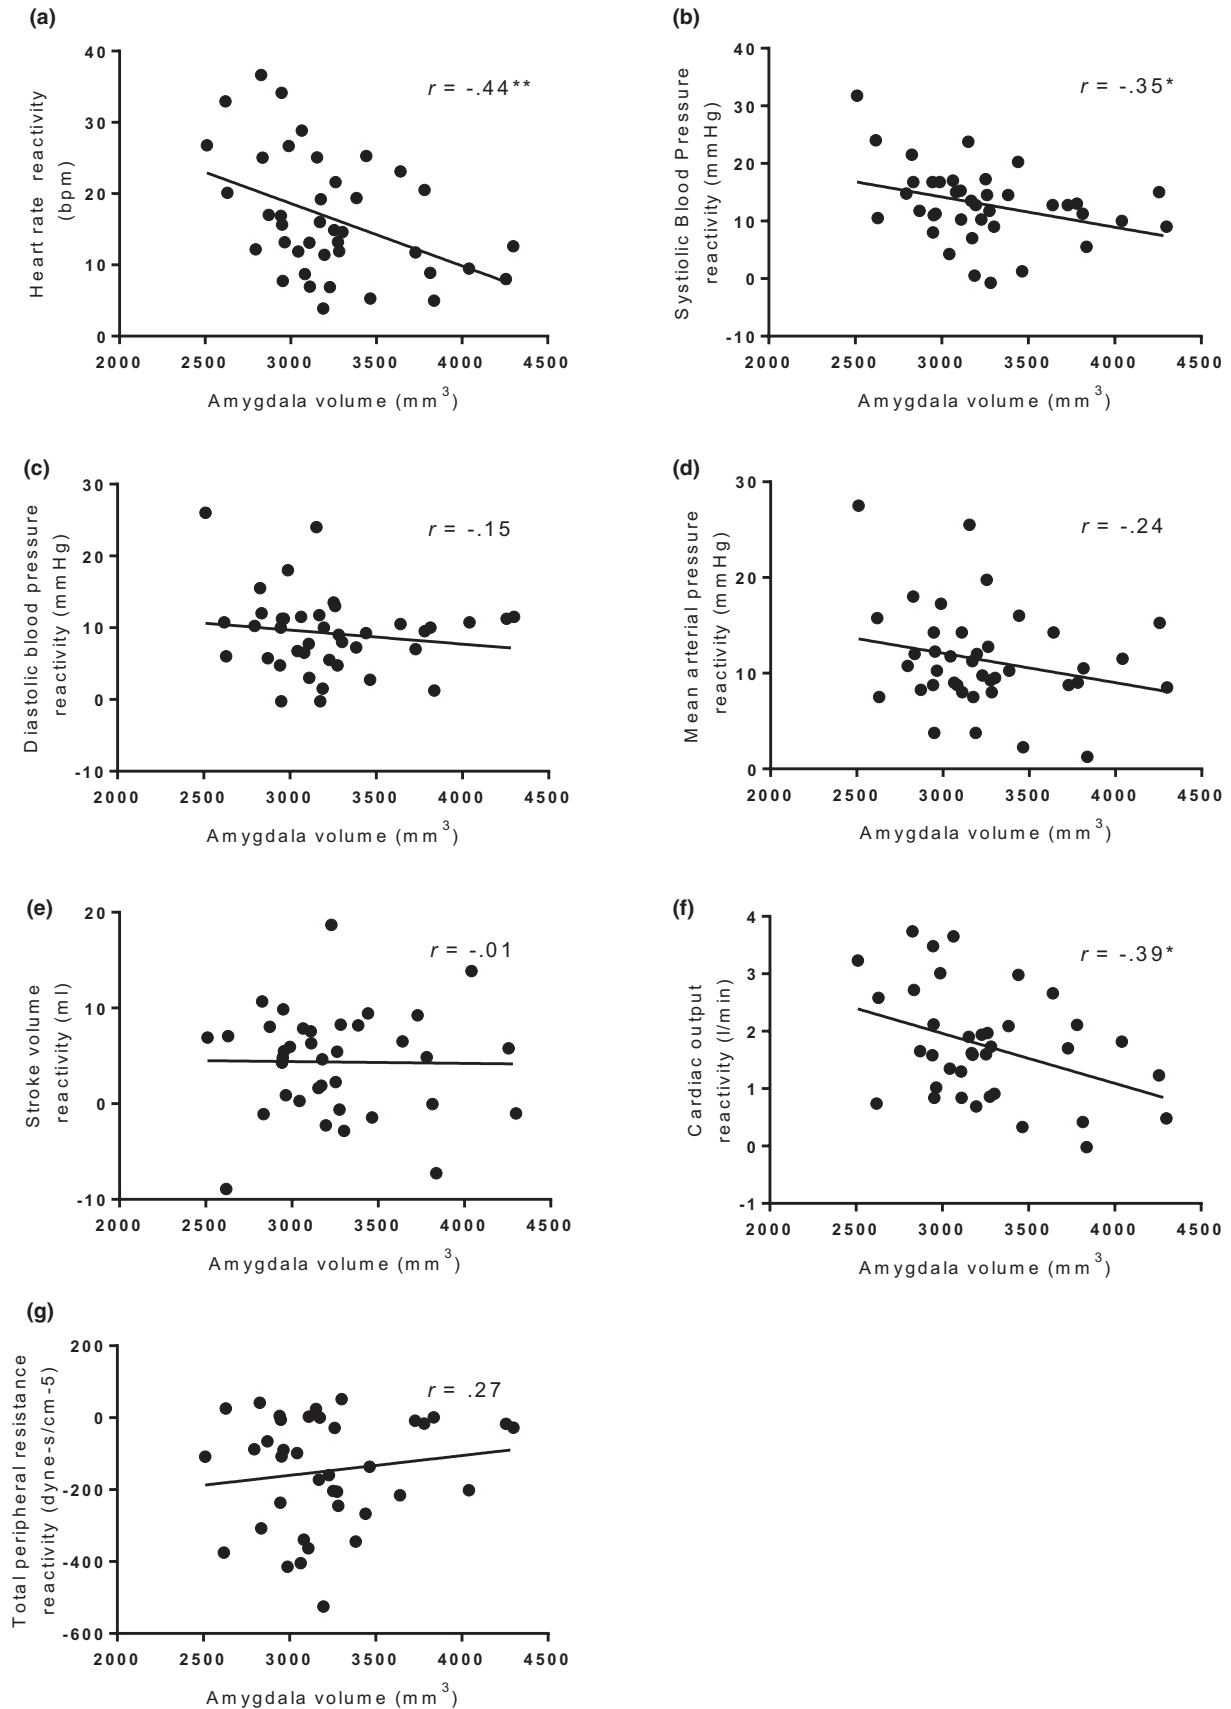 (a)
Heart rate reactivity
(bpm)
40
30
20
10
0
r = -.44**
2000 2500 3000 3500 4000 4500
Amygdala volume (mm3)
(b)
Systiolic Blood Pressure
reactivity (mmHg)
40
30
20
10
0
-10
r = -.35*
2000 2500 3000 3500 4000 4500
Amygdala volume (mm3)
(c)
Diastolic blood pressure
reactivity (mmHg)
30
20
10
0
-10
r = -.15
2000 2500 3000 3500 4000 4500
Amygdala volume (mm3)
(d)
Mean arterial pressure
reactivity (mmHg)
30
20
10
0
r = -.24
2000 2500 3000 3500 4000 4500
Amygdala volume (mm3)
(e)
Stroke volume
reactivity (ml)
20
10
0
-10
r = -.01
2000 2500 3000 3500 4000 4500
Amygdala volume (mm3)
(f)
Cardiac output
reactivity (l/min)
4
3
2
1
0
-1
r = -.39*
2000 2500 3000 3500 4000 4500
Amygdala volume (mm3)
(g)
Total peripheral resistance
reactivity (dyne-s/cm-5)
200
0
-200
-400
-600
r = .27
2000 2500 3000 3500 4000 4500
Amygdala volume (mm3)